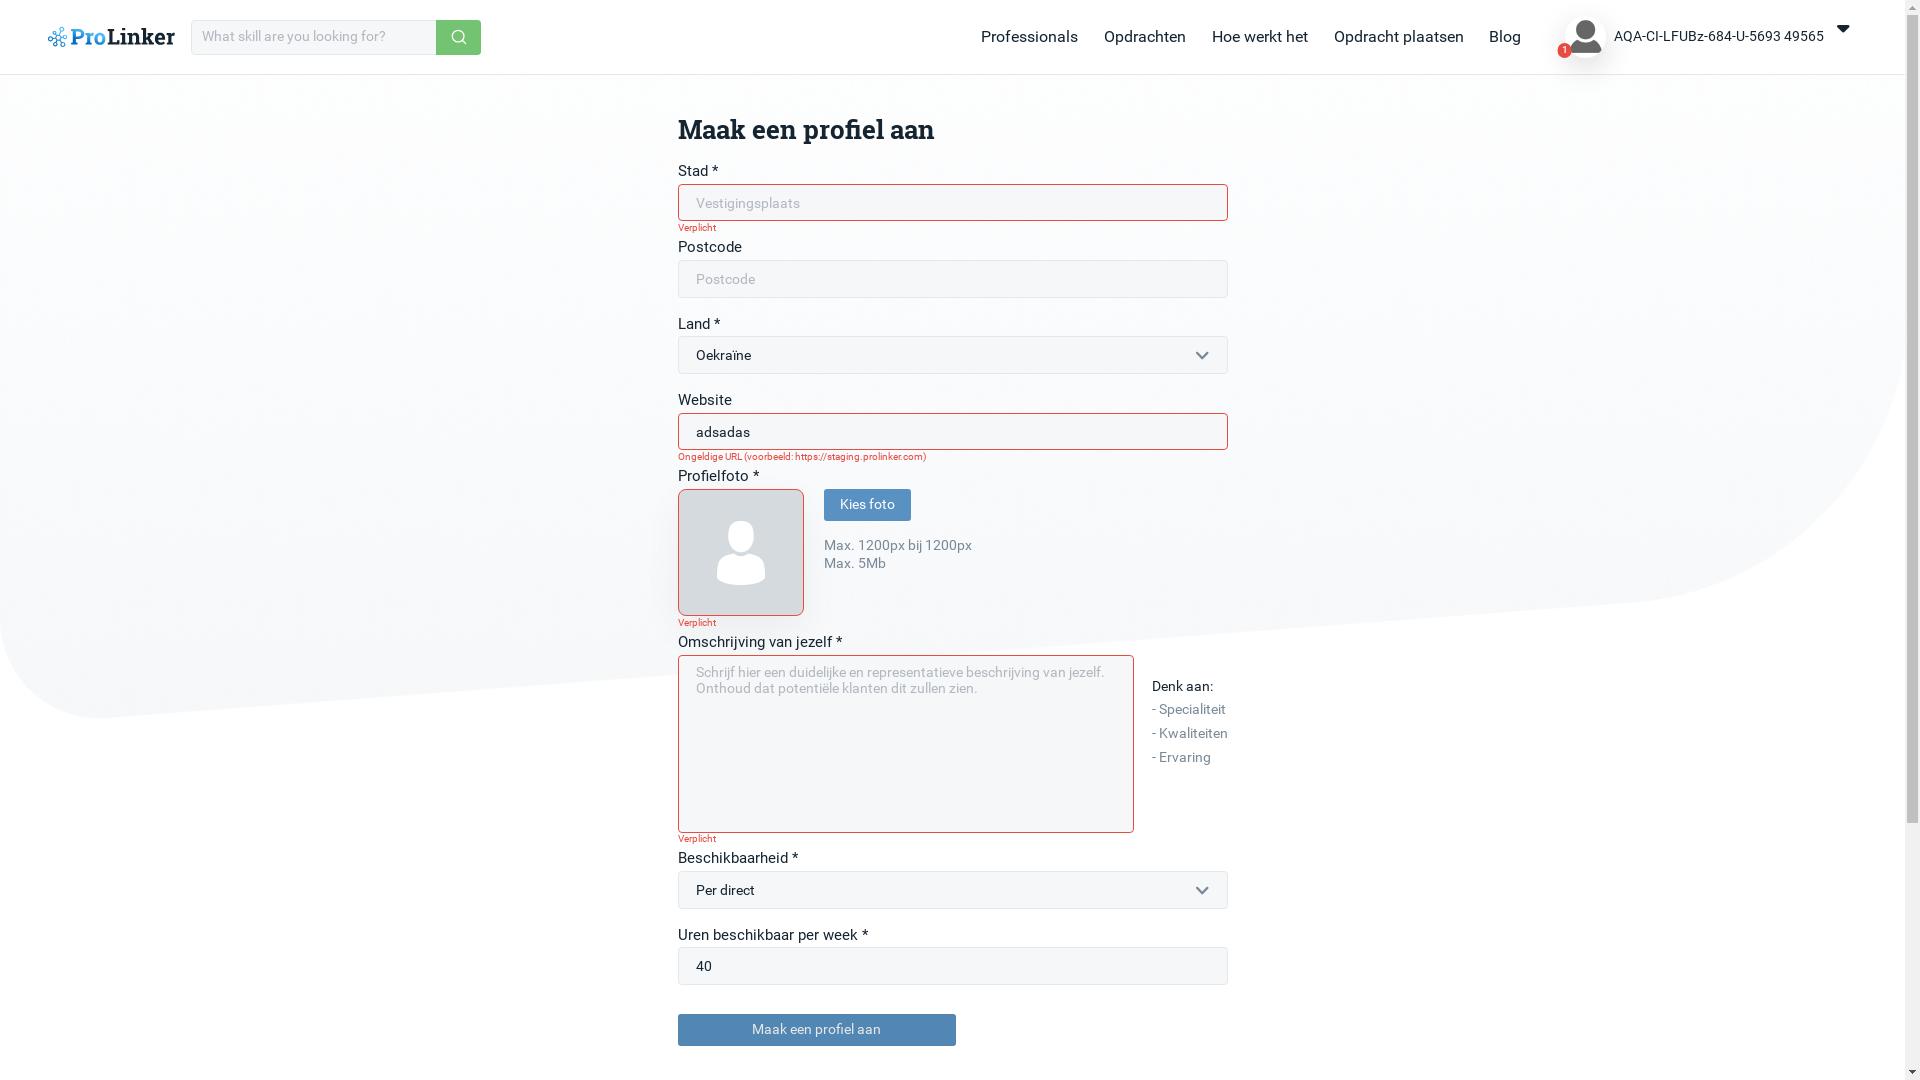 ProLinker
What skill are you looking for?
Professionals
Opdrachten
Hoe werkt het
Opdracht plaatsen
Blog
1
AQA-CI-LFUBz-684-U-5693 49565
Maak een profiel aan
Stad *
Vestigingsplaats
Verplicht
Postcode
Postcode
Land *
Oekraïne
Website
adsadas
Ongeldige URL (voorbeeld: https://staging.prolinker.com)
Profielfoto *
Kies foto
Max. 1200px bij 1200px
Max. 5Mb
Verplicht
Omschrijving van jezelf *
Schrijf hier een duidelijke en representatieve beschrijving van jezelf.
Onthoud dat potentiële klanten dit zullen zien.
Denk aan:
- Specialiteit
- Kwaliteiten
- Ervaring
Verplicht
Beschikbaarheid *
Per direct
Uren beschikbaar per week *
40
Maak een profiel aan